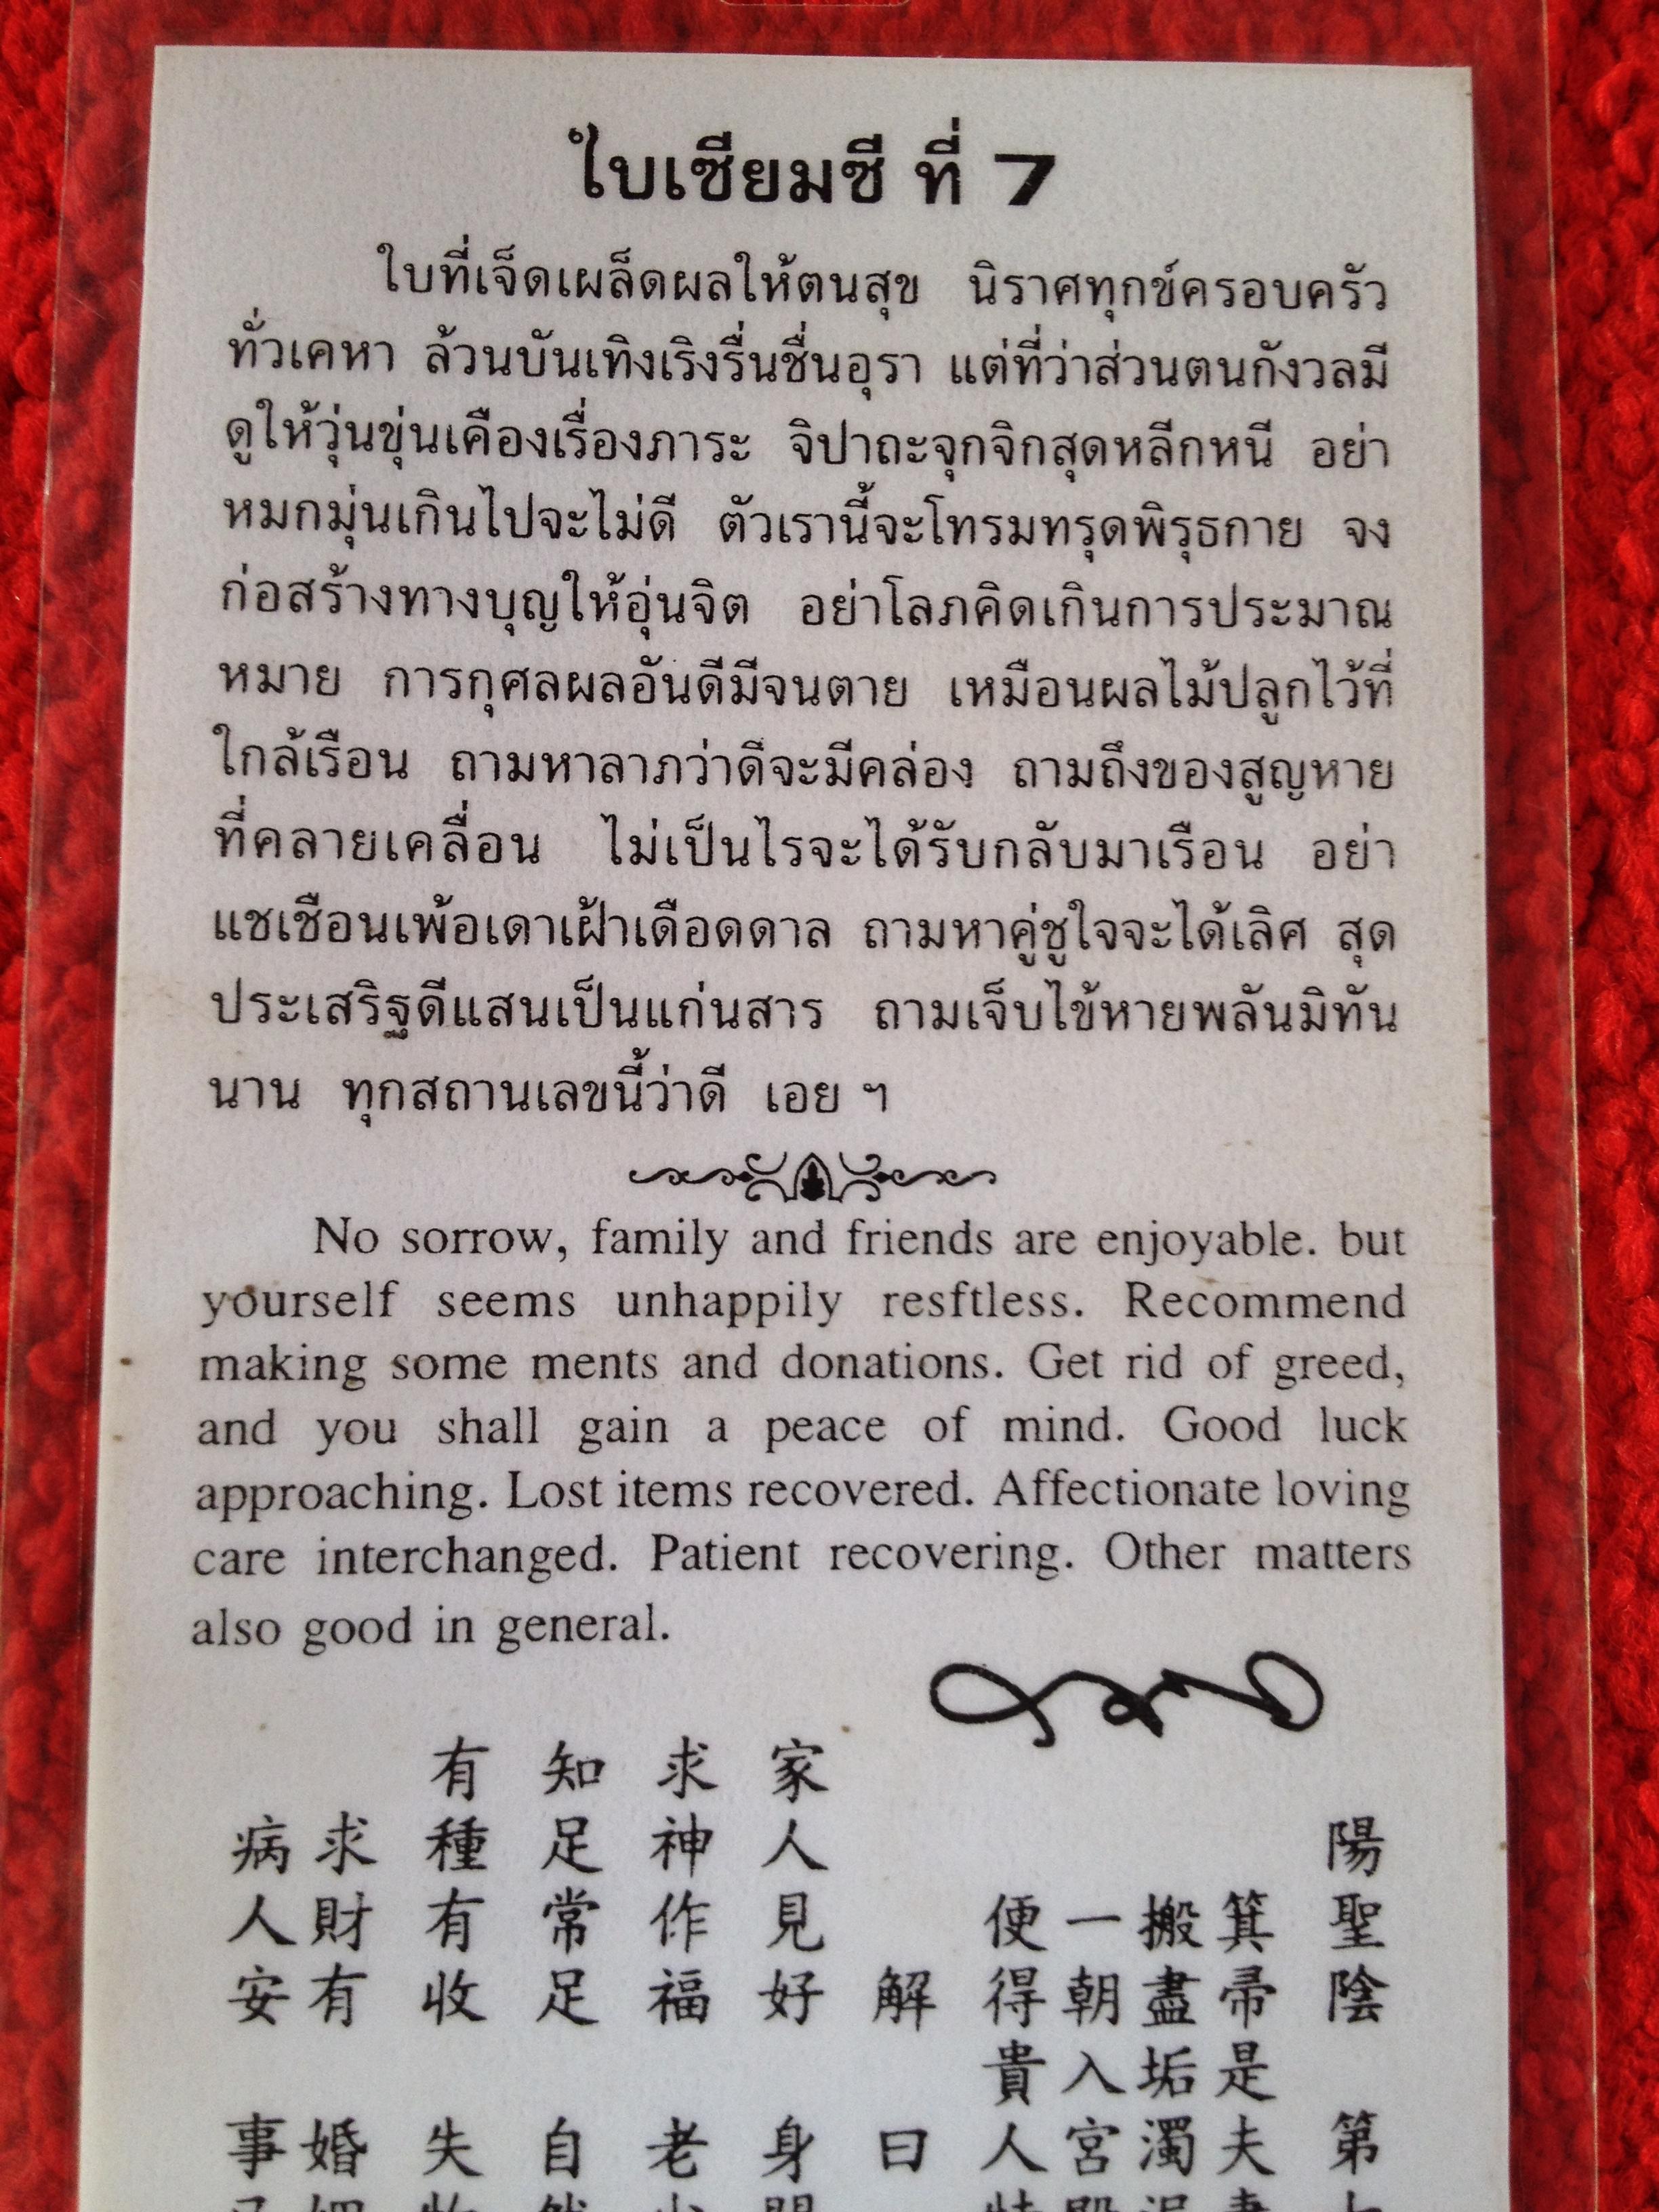 ใบเซียมซี ที่ 7
ใบที่เจ็ดเผล็ดผลให้ตนสุข นิราศทุกข์ครอบครัว
ทั่วเคหา ล้วนบันเทิงเริงรื่นชื่นอุรา แต่ที่ว่าส่วนตนกังวลมี
ดูให้วุ่นขุ่นเคืองเรื่องภาระ จิปาถะจุกจิกสุดหลีกหนี อย่า
หมกมุ่นเกินไปจะไม่ดี ตัวเรานี้จะโทรมทรุดพิรุธกาย จง
ก่อสร้างทางบุญให้อุ่นจิต อย่าโลภคิดเกินการประมาณ
หมาย การกุศลผลอันดีมีจนตาย เหมือนผลไม้ปลูกไว้ที่
ใกล้เรือน ถามหาลาภว่าดีจะมีคล่อง ถามถึงของสูญหาย
ที่คลายเคลื่อน ไม่เป็นไรจะได้รับกลับมาเรือน อย่า
แชเชือนเพ้อเดาเฝ้าเดือดดาล ถามหาคู่ชูใจจะได้เลิศ สุด
ประเสริฐดีแสนเป็นแก่นสาร ถามเจ็บไข้หายพลันมิทัน
นาน ทุกสถานเลขนี้ว่าดี เอย ฯ
No sorrow, family and friends are enjoyable. but
yourself seems unhappily resftless. Recommend
making some ments and donations. Get rid of greed,
and you shall gain a peace of mind. Good luck
approaching. Lost items recovered. Affectionate loving
care interchanged. Patient recovering. Other matters
also good in general.
陽聖陰 第
箕帚是夫
搬盡垢濁
一朝入宮
便得貴人
解曰
家人見好 身
求神作福 老
知足常足 自
有種有收 失
求財有 婚
病人安 事